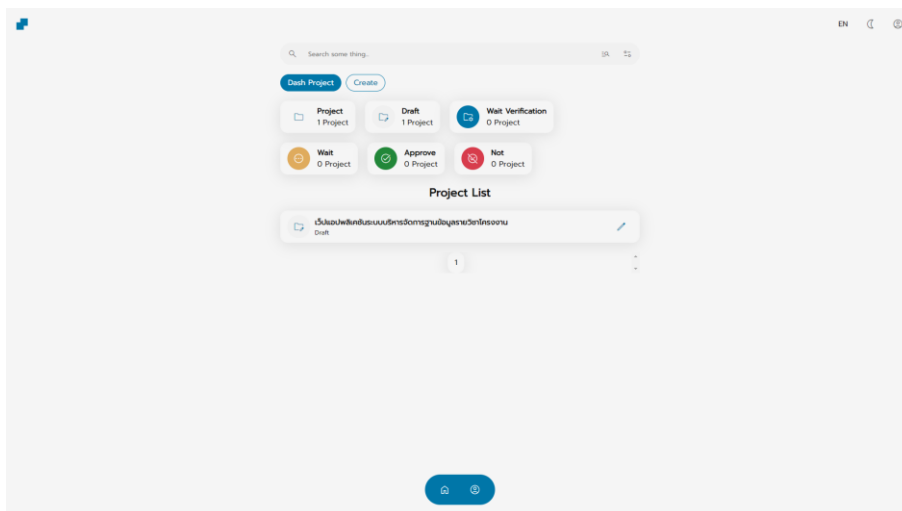 EN
Search some thing..
Dash Project
Create
Project
1 Project
Draft
1 Project
Wait Verification
0 Project
Wait
0 Project
Approve
0 Project
Not
0 Project
Project List
เว็ปแอปพลิเคชันระบบบริหารจัดการฐานข้อมูลรายวิชาโครงงาน
Draft
1